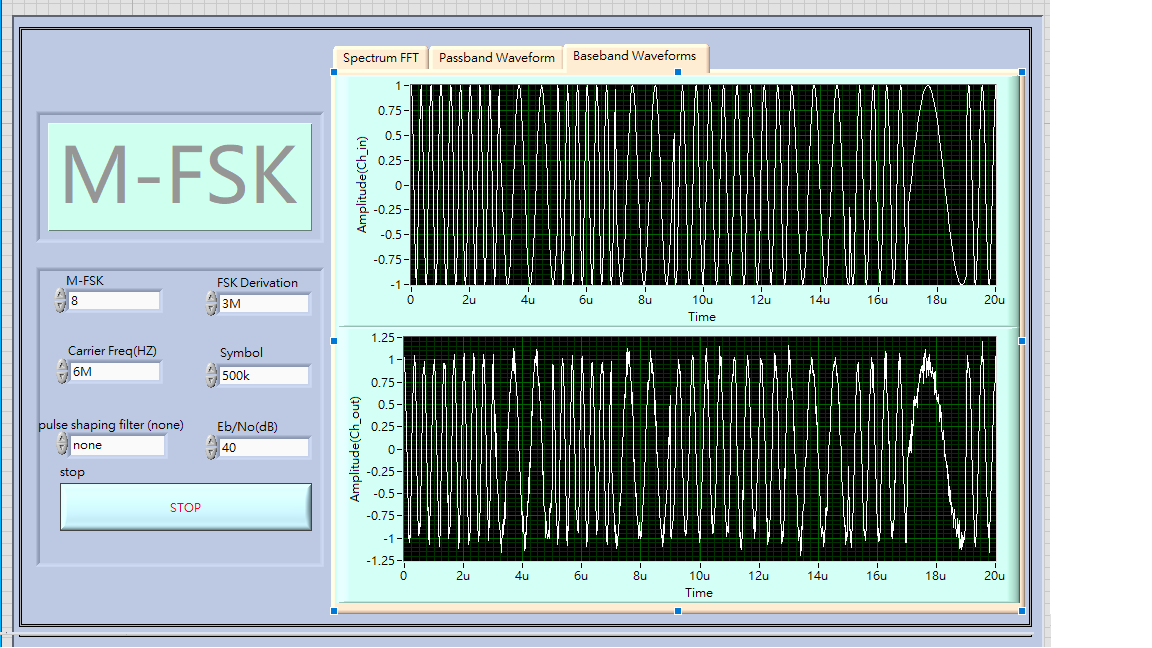 Spectrum FFT
Passband Waveform
Baseband Waveforms
M-FSK
M-FSK
8
FSK Derivation
3M
Carrier Freq(HZ)
6M
Symbol
500k
pulse shaping filter (none)
none
Eb/No(dB)
40
stop
STOP
Amplitude(Ch_in)
1
0.75
0.5
0.25
0
-0.25
-0.5
-0.75
-1
0 2u 4u 6u 8u 10u 12u 14u 16u 18u 20u
Time
Amplitude(Ch_out)
1.25
1
0.75
0.5
0.25
0
-0.25
-0.5
-0.75
-1
-1.25
0 2u 4u 6u 8u 10u 12u 14u 16u 18u 20u
Time